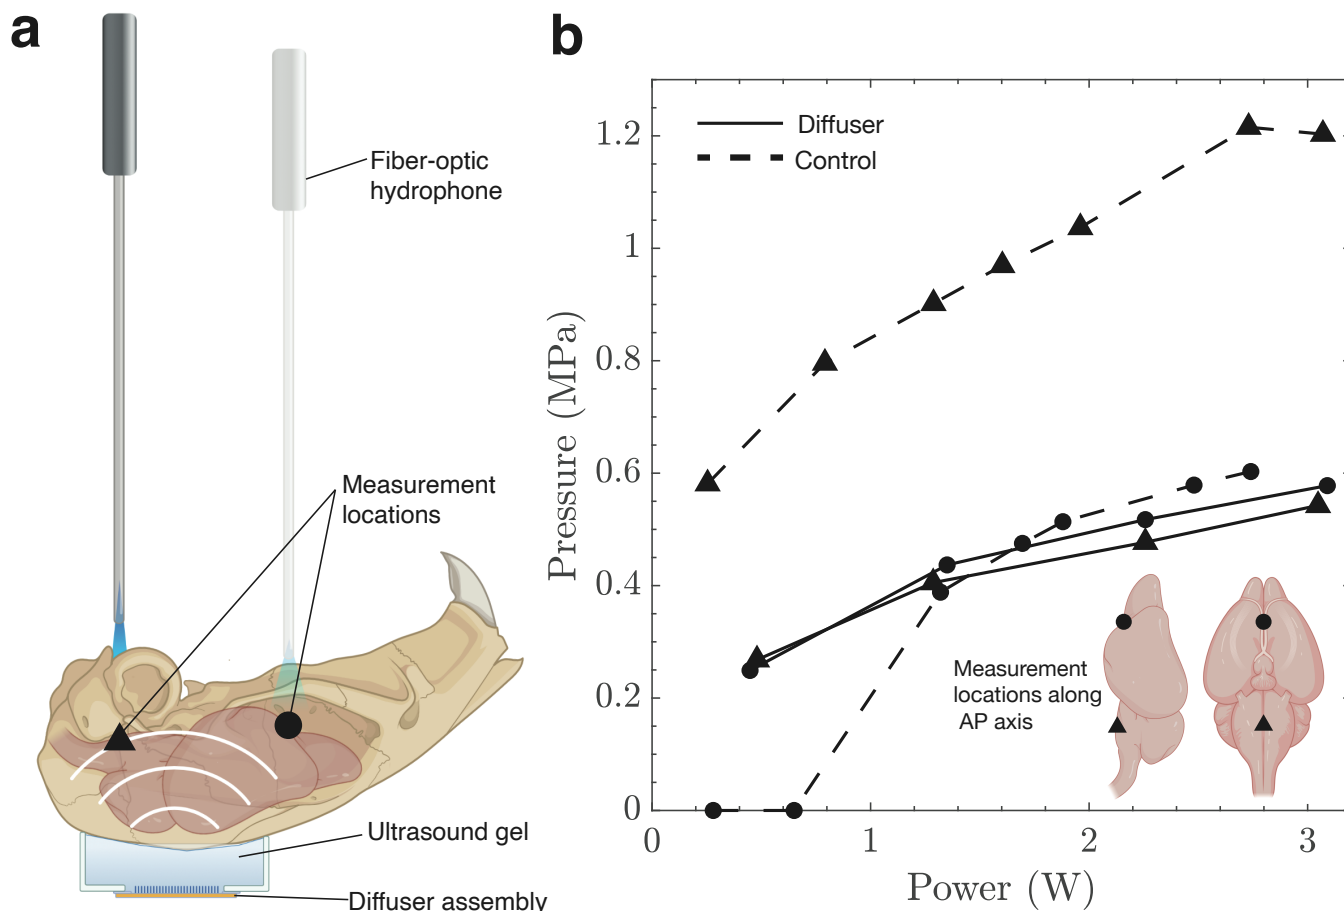 a
Fiber-optic
hydrophone
Measurement
locations
Ultrasound gel
Diffuser assembly
b
Diffuser
Control
Pressure (MPa)
1.2
1
0.8
0.6
0.4
0.2
0
0
1
2
3
Power (W)
Measurement
locations along
AP axis